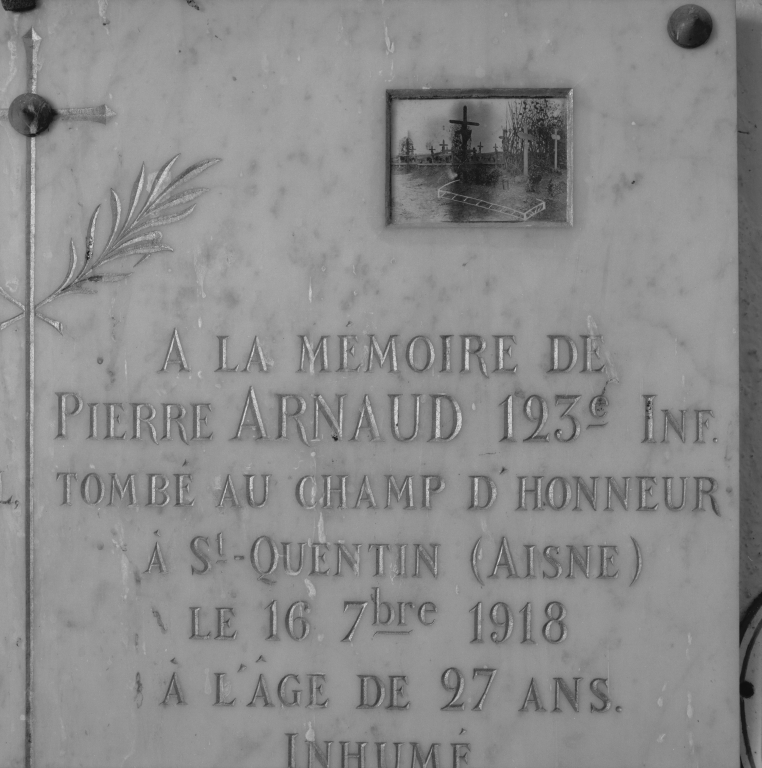 A LA MÉMOIRE DE
PIERRE ARNAUD 123e INF.
TOMBÉ AU CHAMP D'HONNEUR
À St-QUENTIN (AISNE)
LE 16 7bre 1918
À L'ÂGE DE 27 ANS.
INHUMÉ